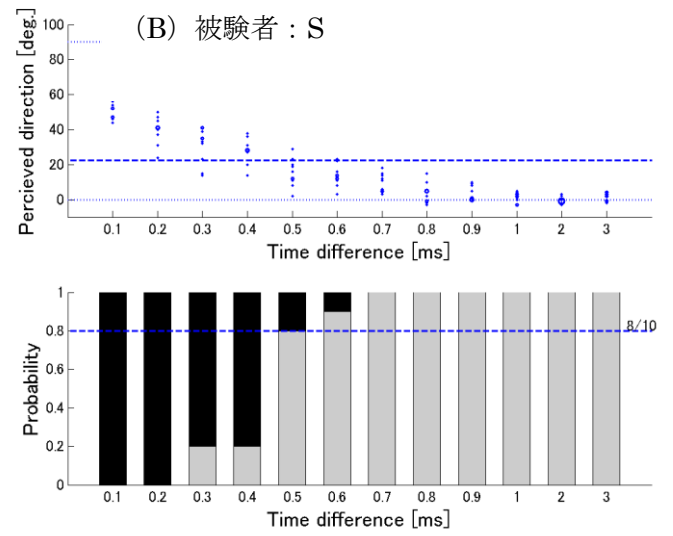 (B) 被験者：S
Percieved direction [deg.]
100
80
60
40
20
0
0.1 0.2 0.3 0.4 0.5 0.6 0.7 0.8 0.9 1 2 3
Time difference [ms]
Probability
1
0.8
0.6
0.4
0.2
0
8/10
0.1 0.2 0.3 0.4 0.5 0.6 0.7 0.8 0.9 1 2 3
Time difference [ms]